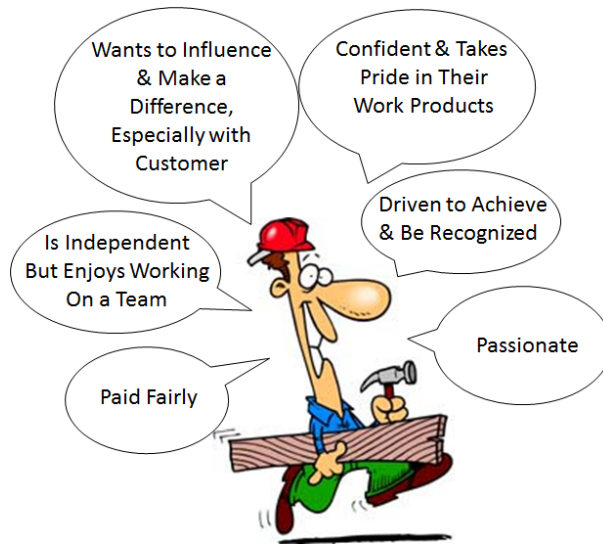 Wants to Influence
& Make a
Difference,
Especially with
Customer
Confident & Takes
Pride in Their
Work Products
Driven to Achieve
& Be Recognized
Is Independent
But Enjoys Working
On a Team
Passionate
Paid Fairly